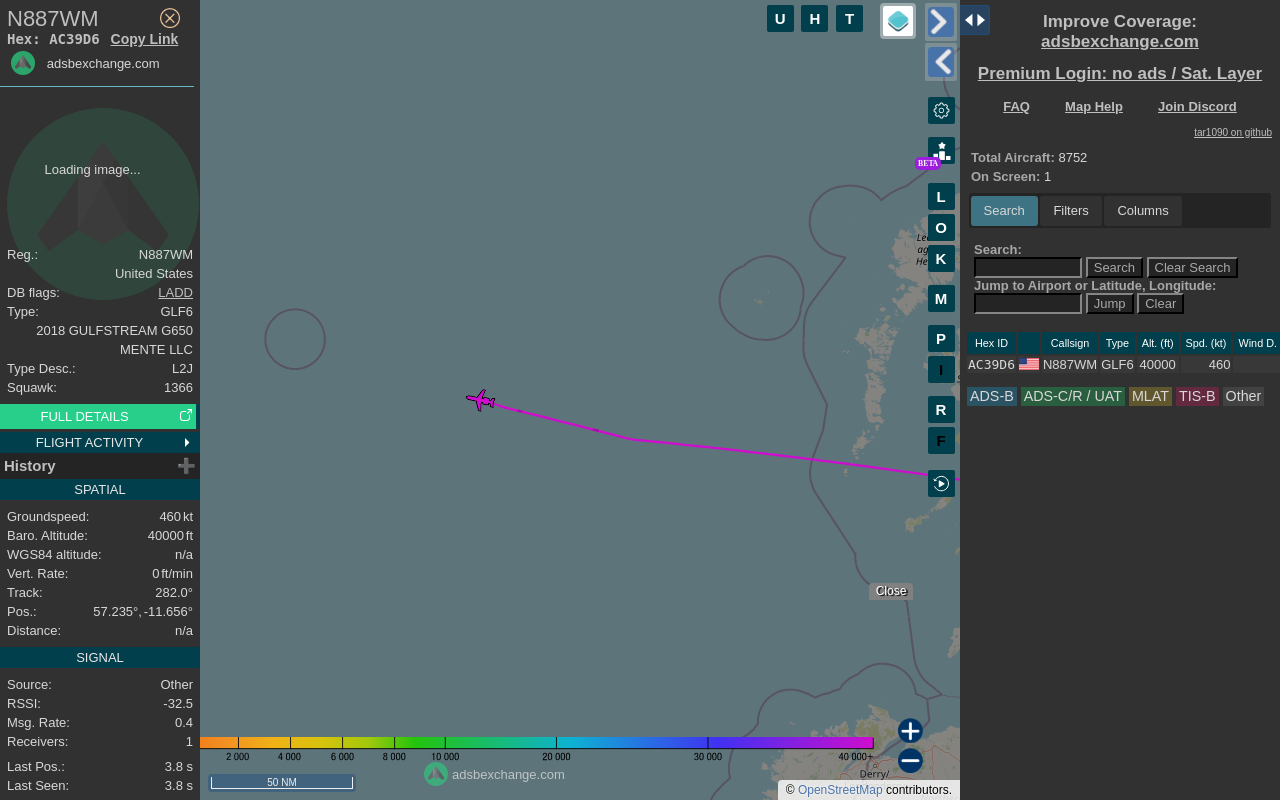 N887WM
Hex: AC39D6 Copy Link
adsbexchange.com
Loading image...
Reg.: N887WM
United States
DB flags: LADD
Type: GLF6
2018 GULFSTREAM G650
MENTE LLC
Type Desc.: L2J
Squawk: 1366
FULL DETAILS
FLIGHT ACTIVITY
History
SPATIAL
Groundspeed: 460 kt
Baro. Altitude: 40000 ft
WGS84 altitude: n/a
Vert. Rate: 0 ft/min
Track: 282.0°
Pos.: 57.235°, -11.656°
Distance: n/a
SIGNAL
Source: Other
RSSI: -32.5
Msg. Rate: 0.4
Receivers: 1
Last Pos.: 3.8 s
Last Seen: 3.8 s
U H T
BETA
L
O
K
M
P
I
R
F
Close
2 000 4 000 6 000 8 000 10 000 20 000 30 000 40 000+
50 NM
adsbexchange.com
Derry/
© OpenStreetMap contributors.
Improve Coverage:
adsbexchange.com
Premium Login: no ads / Sat. Layer
FAQ Map Help Join Discord
tar1090 on github
Total Aircraft: 8752
On Screen: 1
Search Filters Columns
Search:
Search Clear Search
Jump to Airport or Latitude, Longitude:
Jump Clear
Hex ID Callsign Type Alt. (ft) Spd. (kt) Wind D.
AC39D6 N887WM GLF6 40000 460
ADS-B ADS-C/R / UAT MLAT TIS-B Other